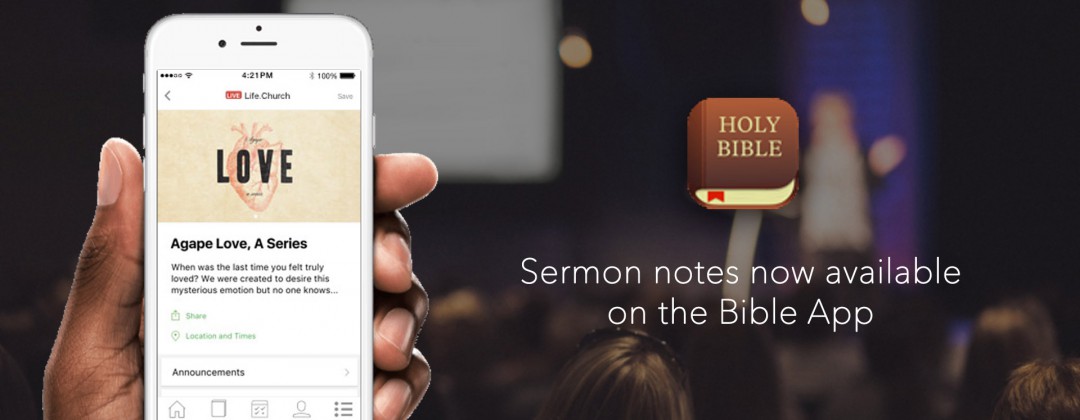 4:21PM
100%
LIVE Life.Church
Save
LOVE
Agape Love, A Series
When was the last time you felt truly
loved? We were created to desire this
mysterious emotion but no one knows...
Share
Location and Times
Announcements
HOLY
BIBLE
Sermon notes now available
on the Bible App